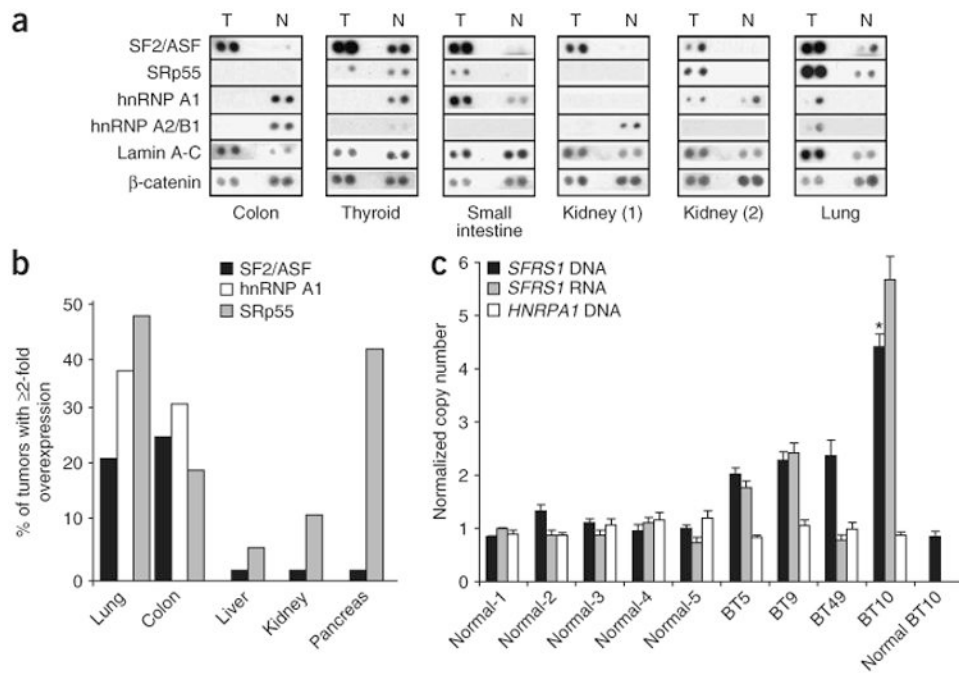 a
T N T N T N T N T N T N
SF2/ASF
SRp55
hnRNP A1
hnRNP A2/B1
Lamin A-C
β-catenin
Colon Thyroid Small intestine Kidney (1) Kidney (2) Lung
b
SF2/ASF
hnRNP A1
SRp55
% of tumors with ≥2-fold
overexpression
50
40
30
20
10
0
Lung Colon Liver Kidney Pancreas
c
SFRS1 DNA
SFRS1 RNA
HNRPA1 DNA
Normalized copy number
6
5
4
3
2
1
0
*
Normal-1 Normal-2 Normal-3 Normal-4 Normal-5 BT5 BT9 BT49 BT10 Normal BT10